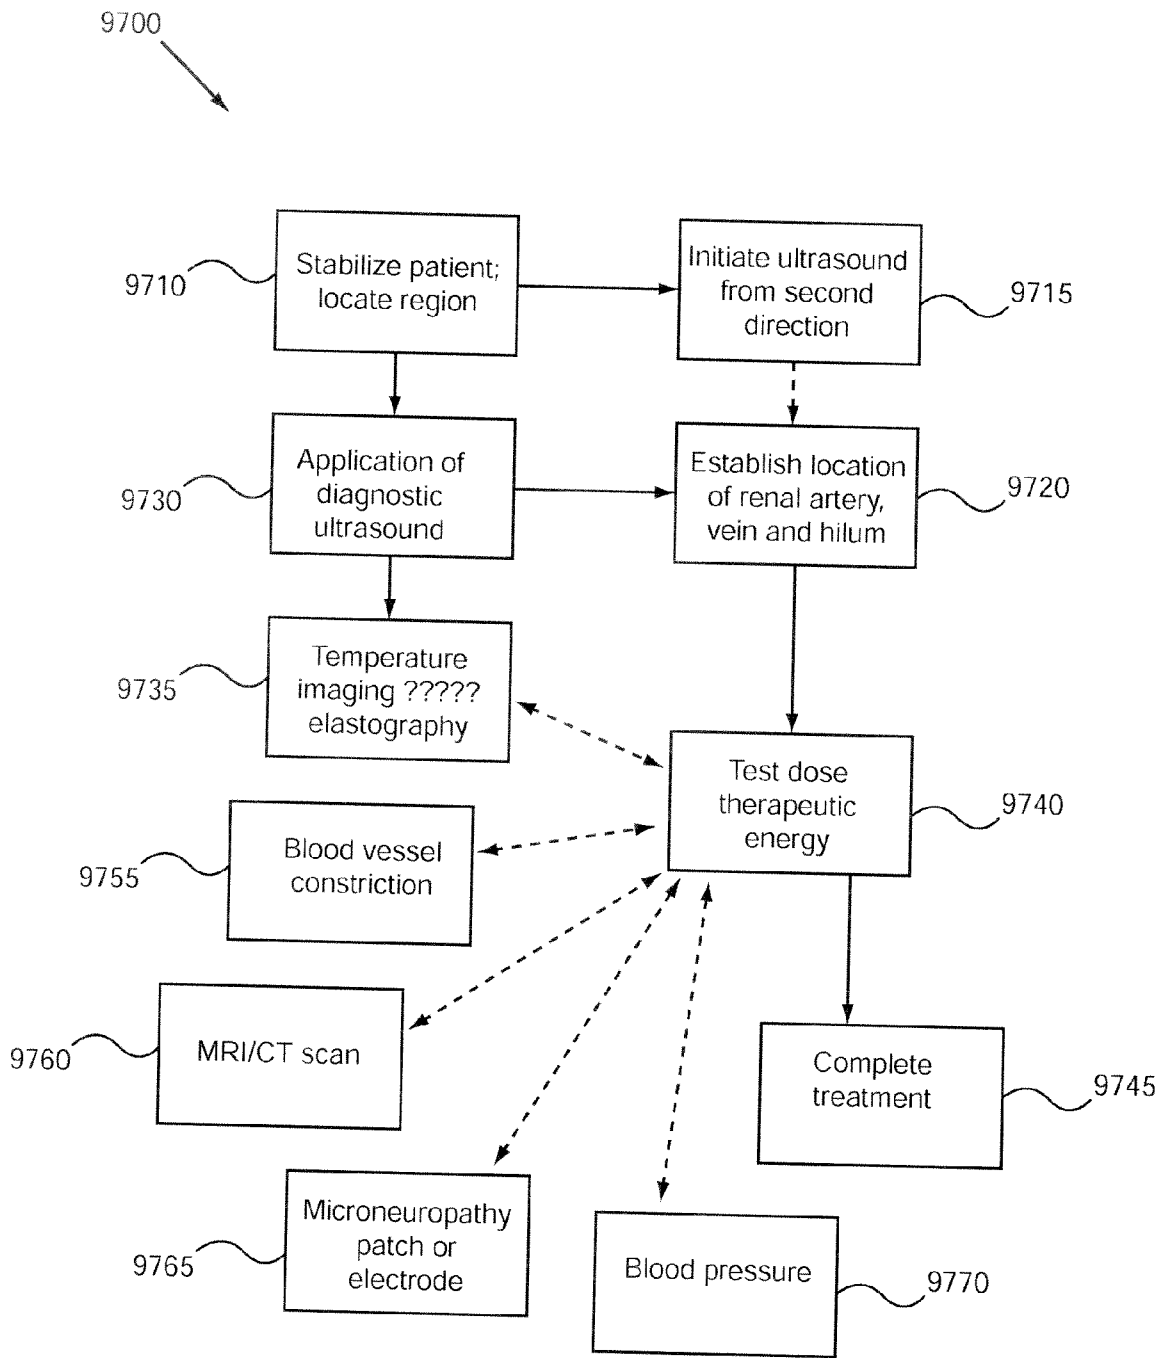 9700
9710
Stabilize patient;
locate region
Initiate ultrasound
from second
direction
9715
9730
Application of
diagnostic
ultrasound
Establish location
of renal artery,
vein and hilum
9720
9735
Temperature
imaging ?????
elastography
Test dose
therapeutic
energy
9740
9755
Blood vessel
constriction
9760
MRI/CT scan
Complete
treatment
9745
9765
Microneuropathy
patch or
electrode
Blood pressure
9770